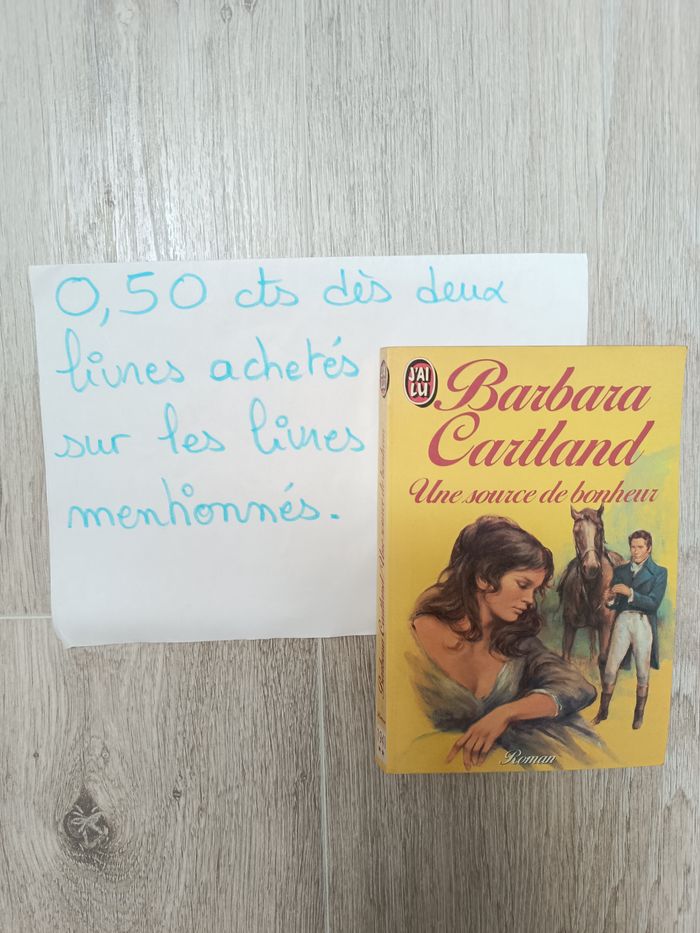 0,50 cts dès deux
livres achetés
sur les livres
mentionnés.
J'AI
LU
Barbara
Cartland
Une source de bonheur
Roman